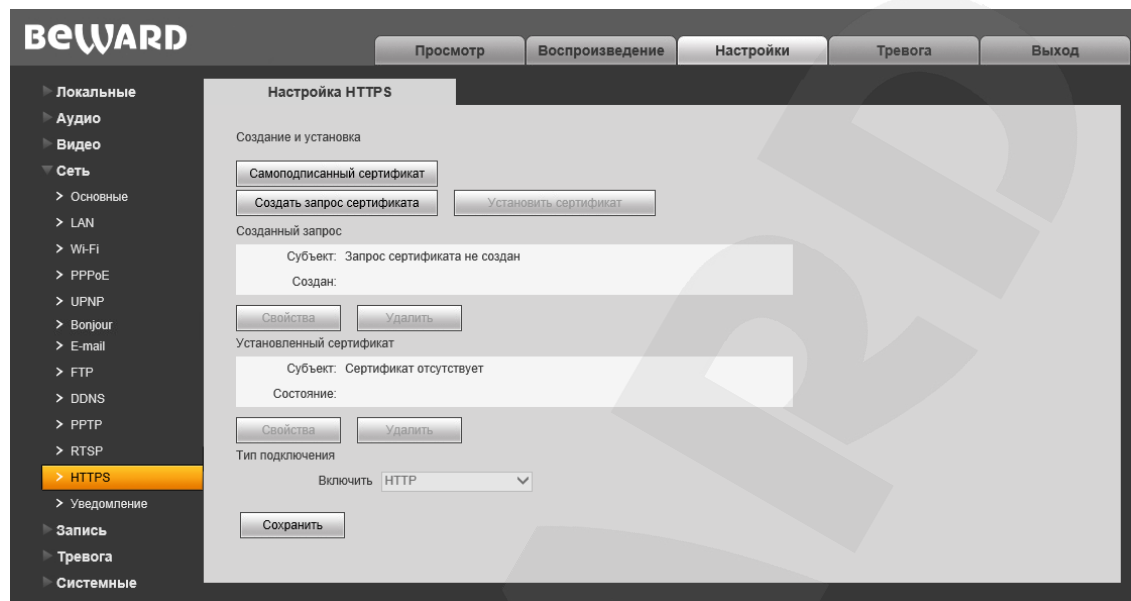 BEWARD
Просмотр Воспроизведение Настройки Тревога Выход
Локальные
Аудио
Видео
Сеть
> Основные
> LAN
> Wi-Fi
> PPPoE
> UPNP
> Bonjour
> E-mail
> FTP
> DDNS
> PPTP
> RTSP
> HTTPS
> Уведомление
Запись
Тревога
Системные
Настройка HTTPS
Создание и установка
Самоподписанный сертификат
Создать запрос сертификата Установить сертификат
Созданный запрос
Субъект: Запрос сертификата не создан
Создан:
Свойства Удалить
Установленный сертификат
Субъект: Сертификат отсутствует
Состояние:
Свойства Удалить
Тип подключения
Включить HTTP
Сохранить